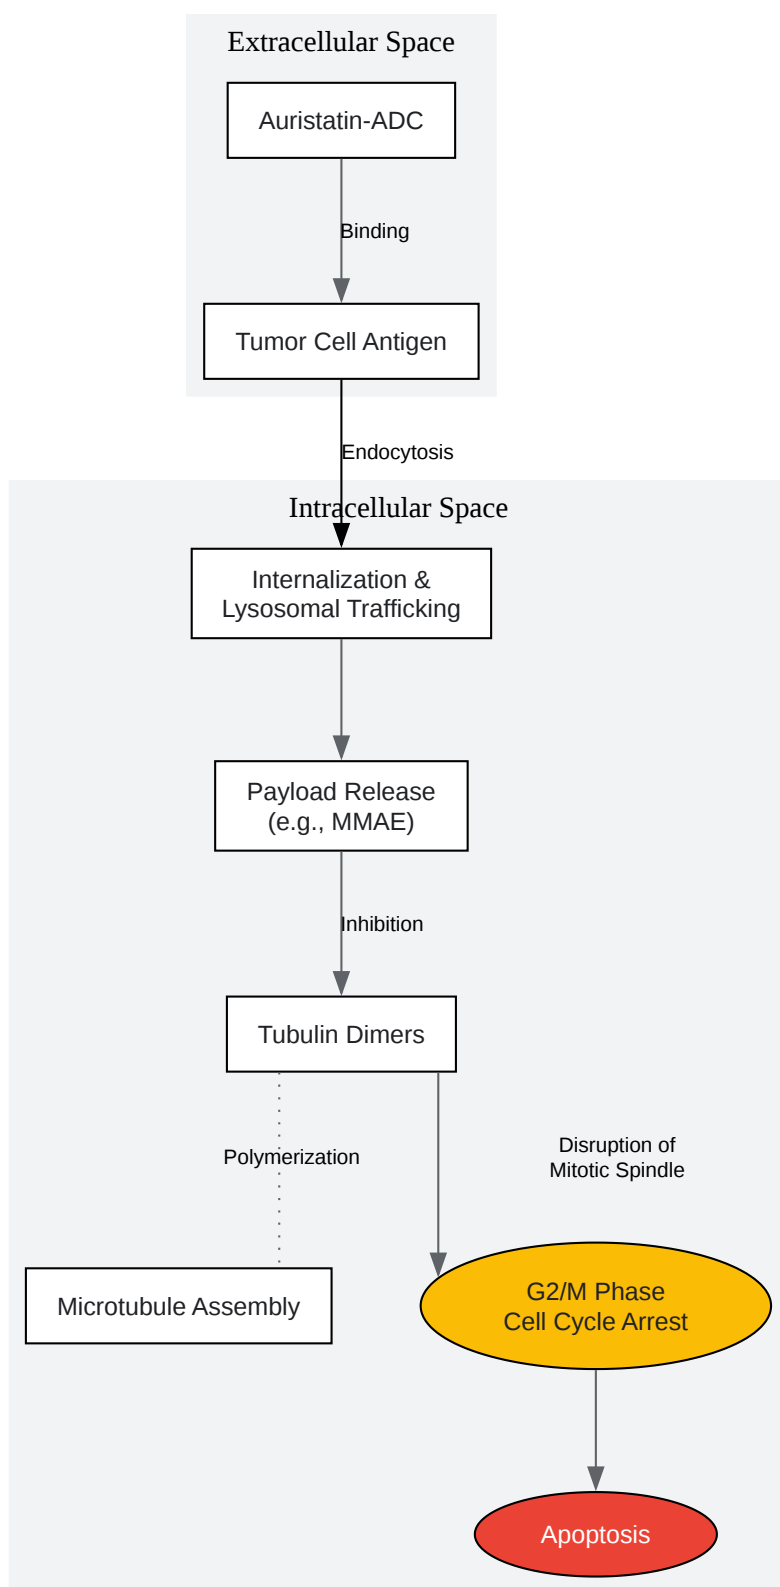 Extracellular Space
Auristatin-ADC
Binding
Tumor Cell Antigen
Endocytosis
Intracellular Space
Internalization &
Lysosomal Trafficking
Payload Release
(e.g., MMAE)
Inhibition
Tubulin Dimers
Polymerization
Disruption of
Mitotic Spindle
Microtubule Assembly
G2/M Phase
Cell Cycle Arrest
Apoptosis